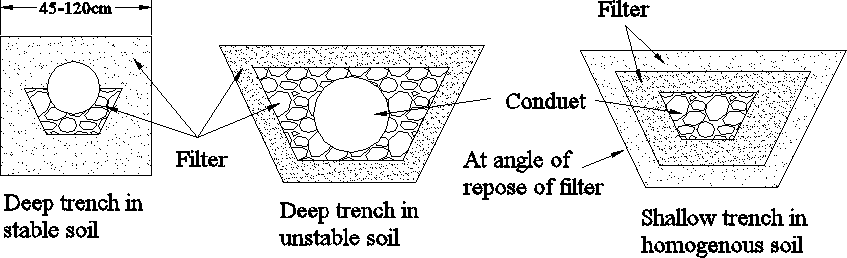 45-120cm
Filter
Deep trench in
stable soil
Deep trench in
unstable soil
Conduet
Filter
At angle of
repose of filter
Shallow trench in
homogenous soil